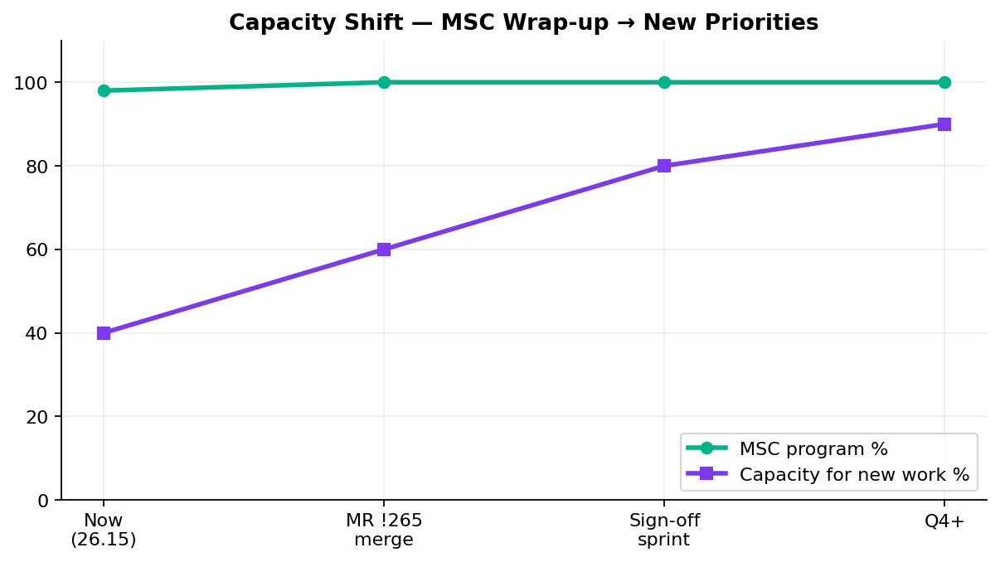 Capacity Shift — MSC Wrap-up → New Priorities
100
80
60
40
20
0
MSC program %
Capacity for new work %
Now
(26.15)
MR !265
merge
Sign-off
sprint
Q4+